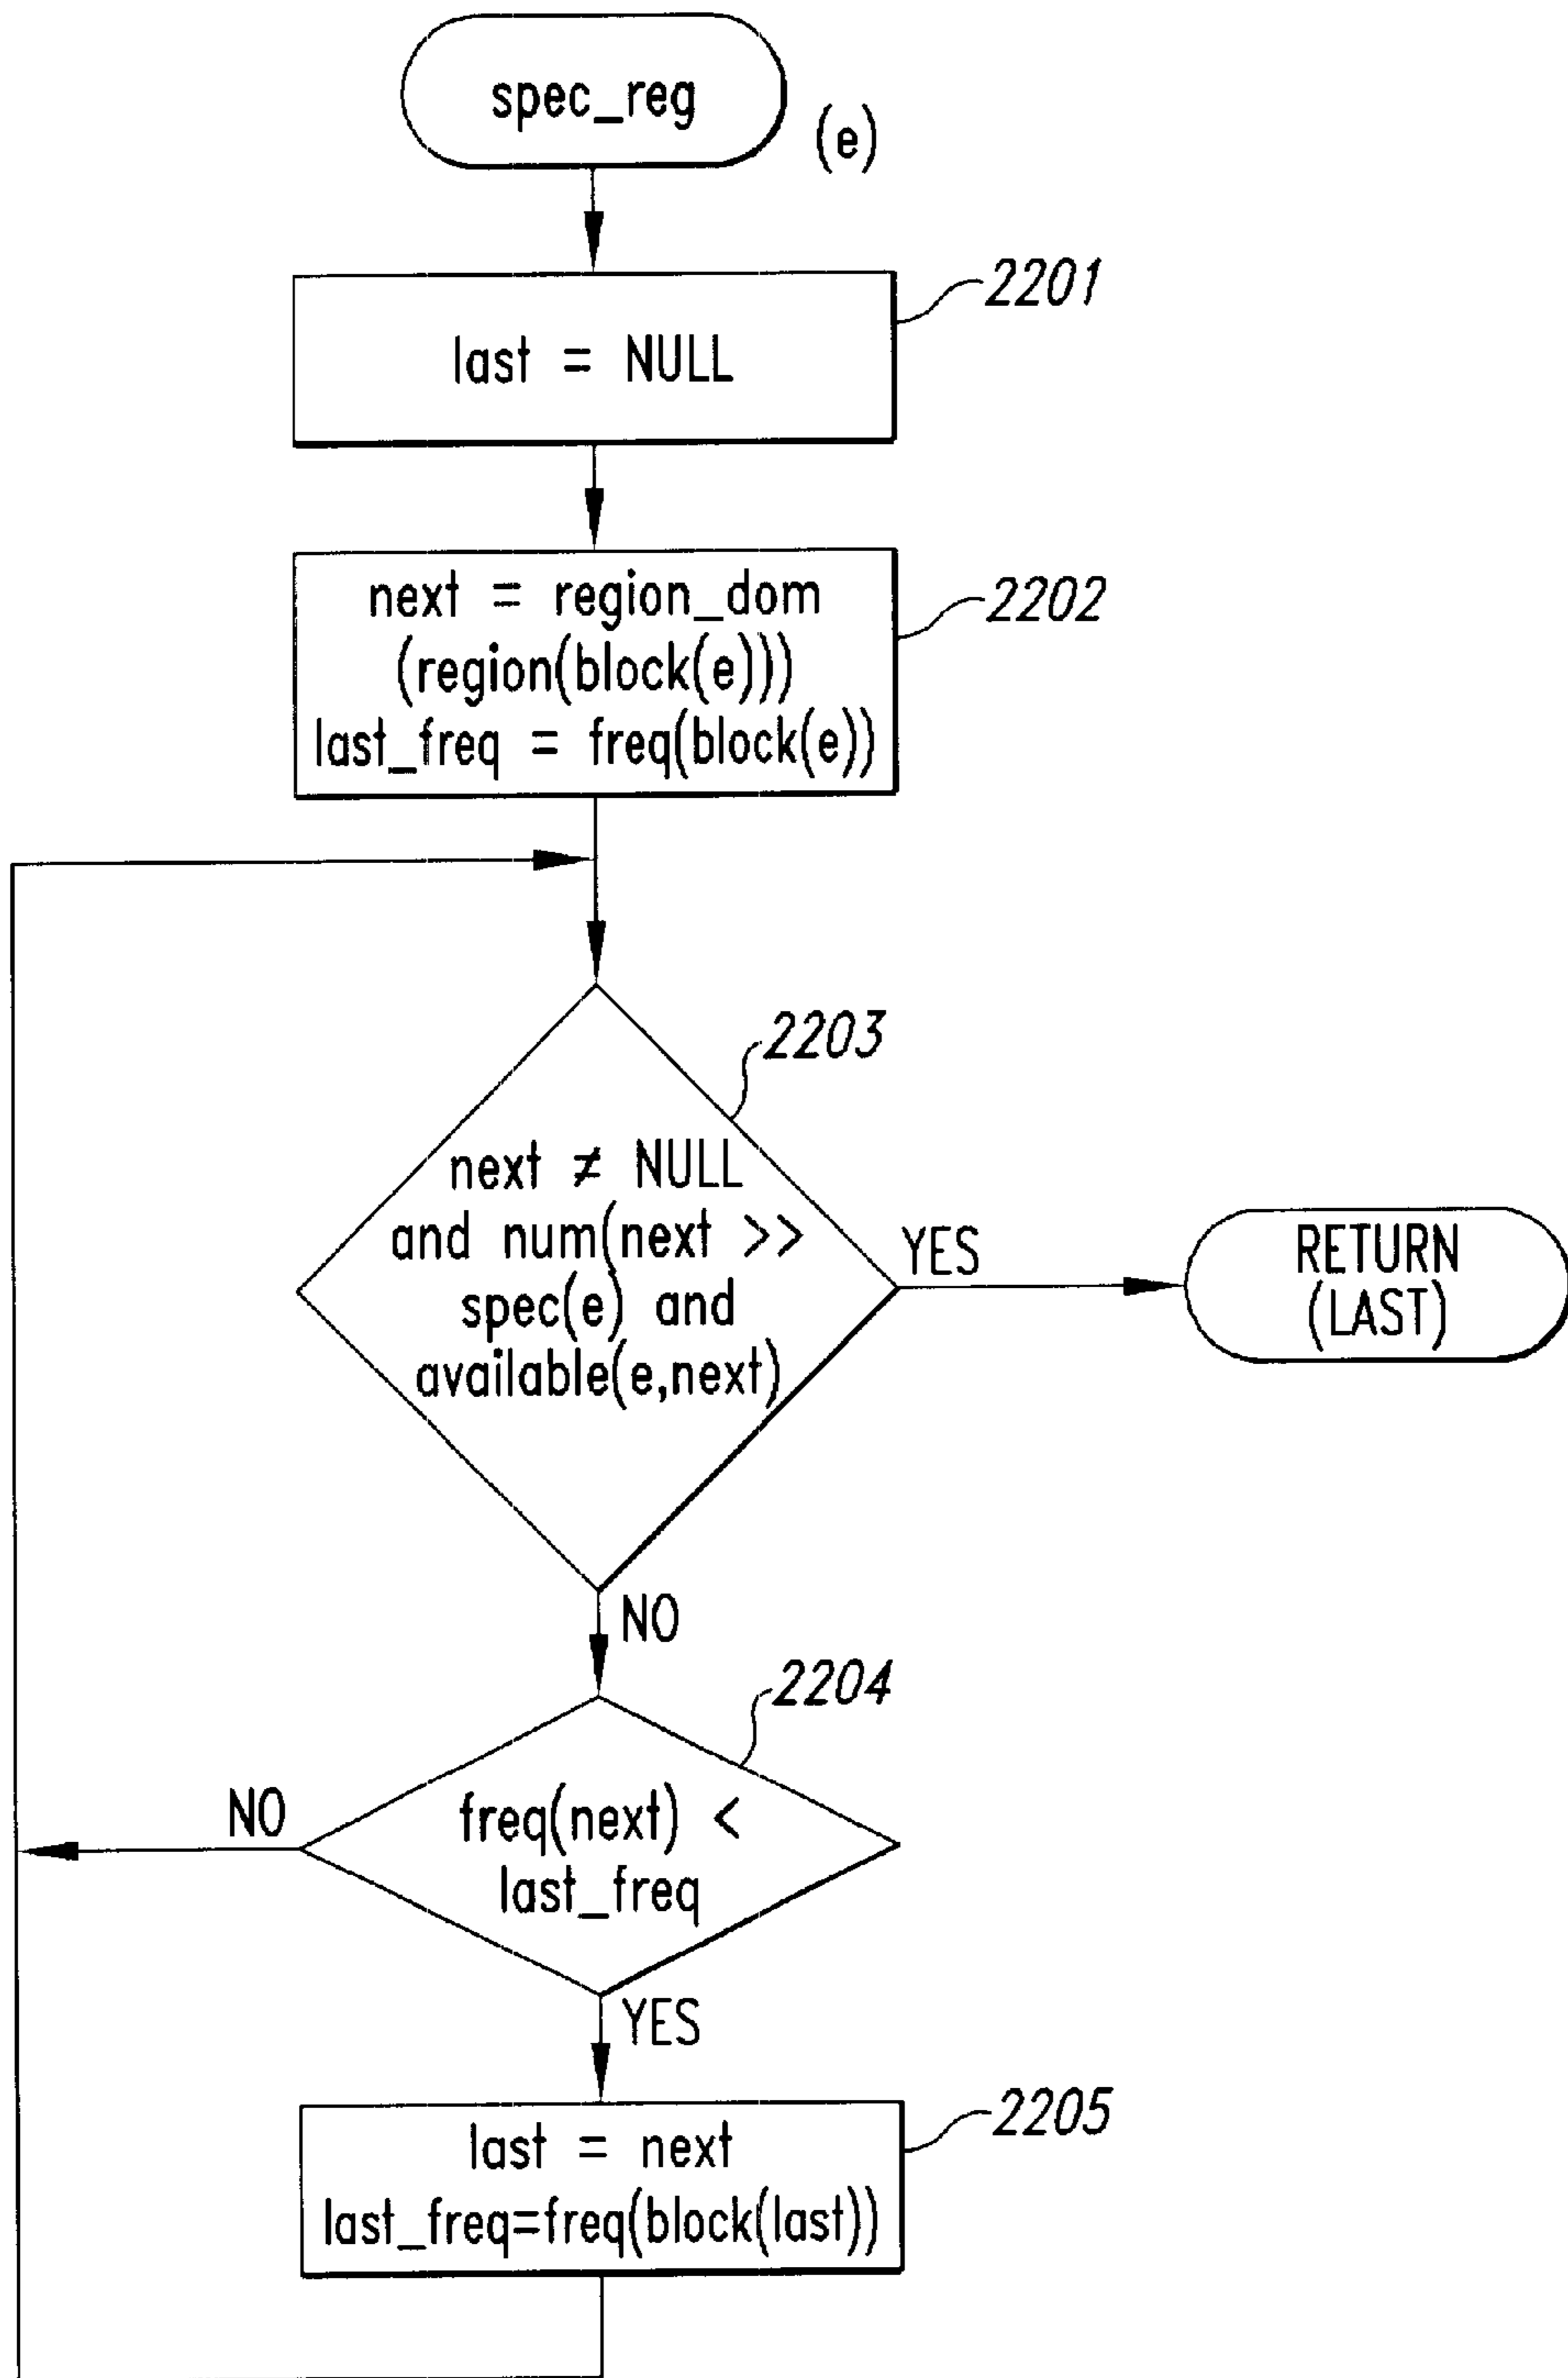 spec_reg
(e)
2201
last = NULL
2202
next = region_dom
(region(block(e)))
last_freq = freq(block(e))
2203
next ≠ NULL
and num(next >>
spec(e) and
available(e,next)
YES
RETURN
(LAST)
NO
2204
NO
freq(next) <
last_freq
YES
2205
last = next
last_freq=freq(block(last))